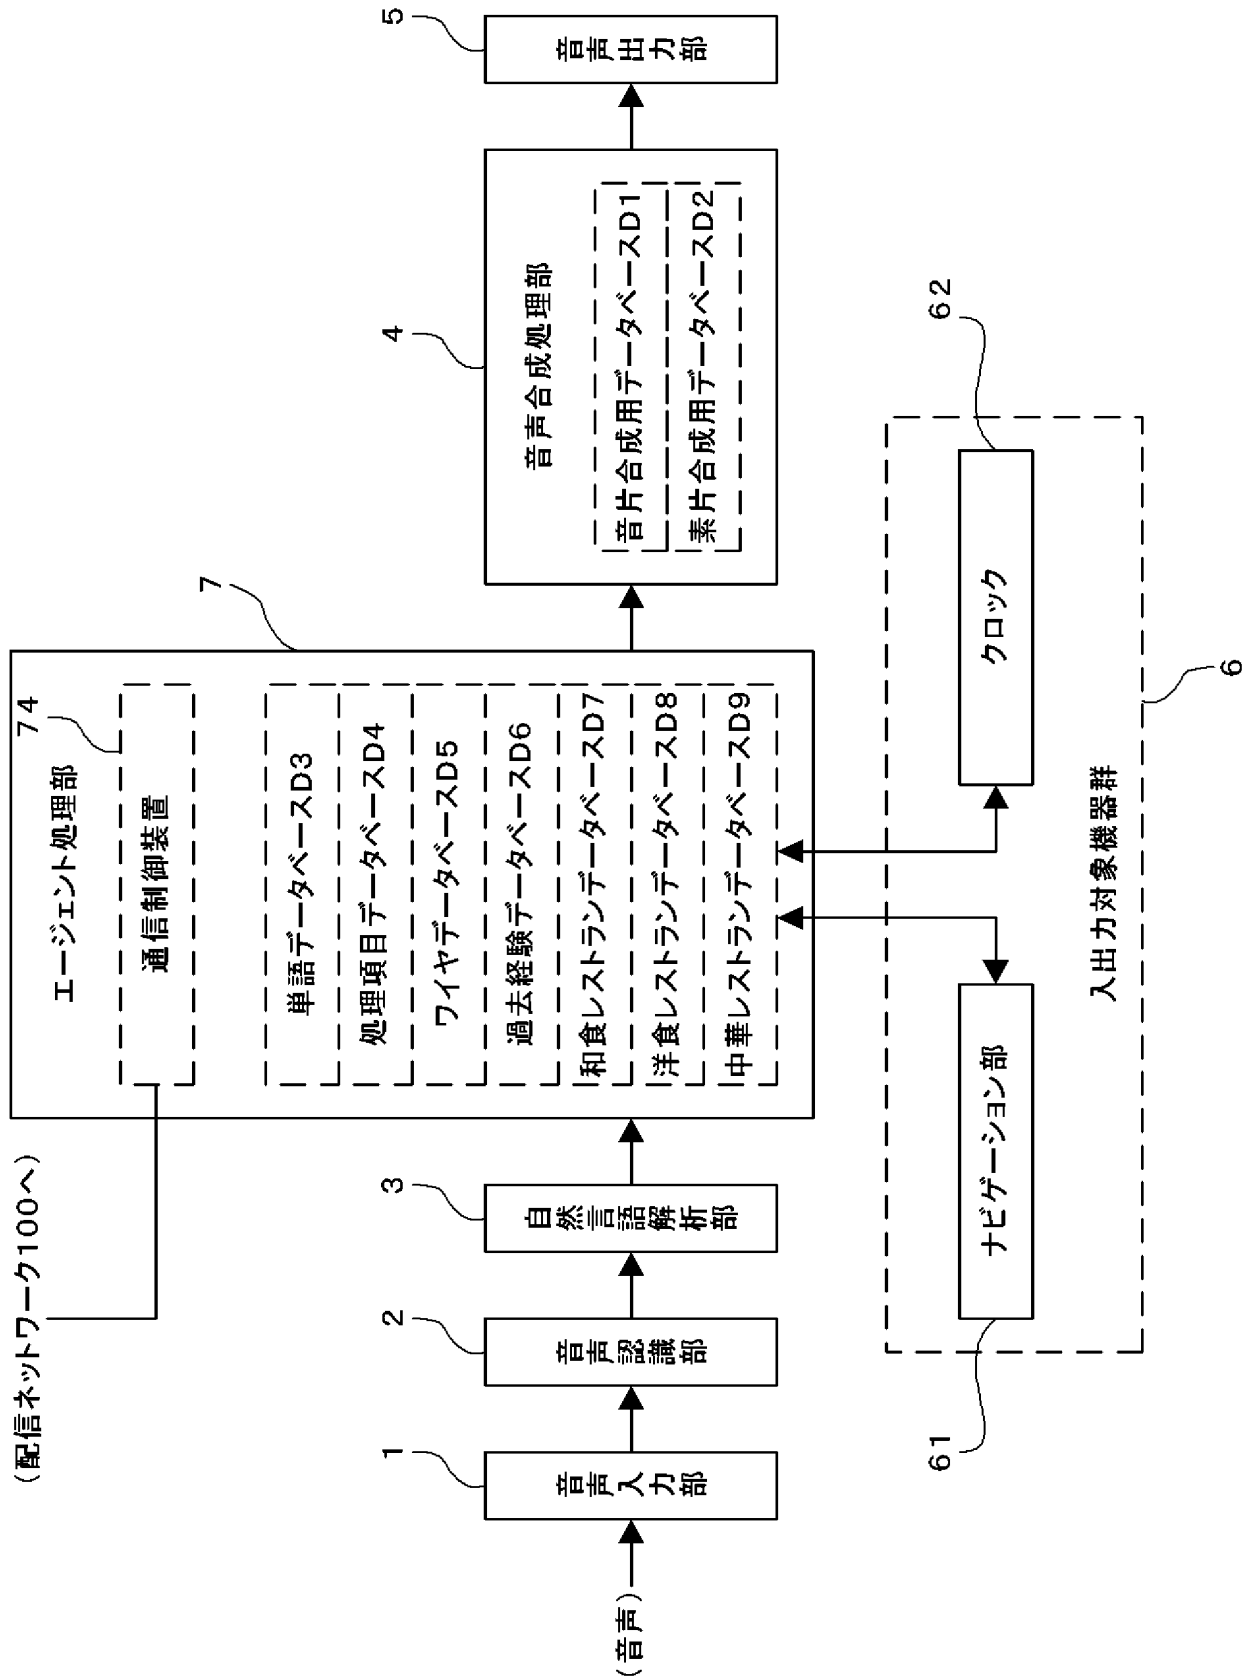 (配信ネットワーク100へ)
エージェント処理部
74
通信制御装置
7
単語データベースD3
処理項目データベースD4
ワイヤデータベースD5
過去経験データベースD6
和食レストランデータベースD7
洋食レストランデータベースD8
中華レストランデータベースD9
(音声)
1
音声入力部
2
音声認識部
3
自然言語解析部
4
音声合成処理部
音片合成用データベースD1
素片合成用データベースD2
5
音声出力部
61
ナビゲーション部
62
クロック
入出力対象機器群
6